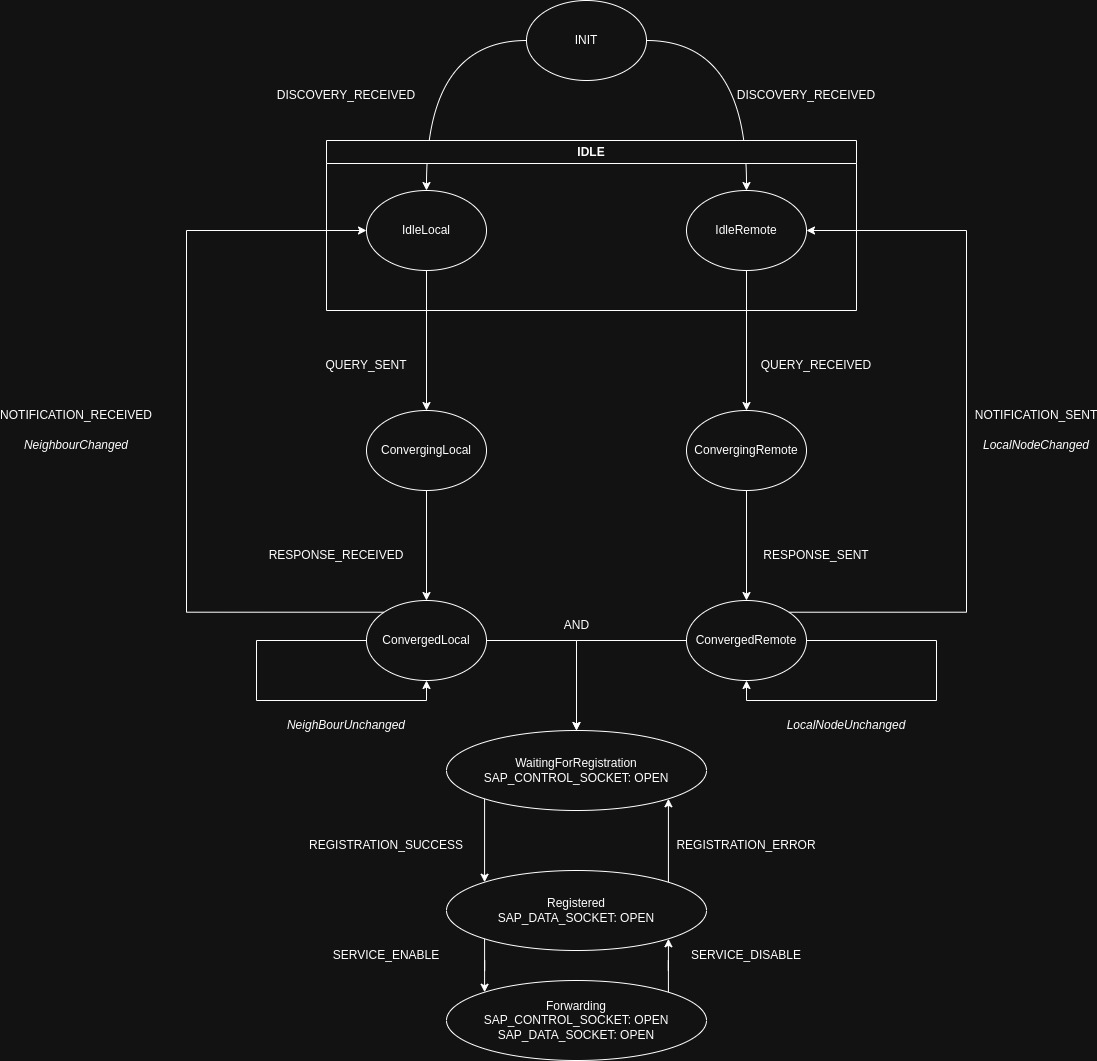 INIT
DISCOVERY_RECEIVED
DISCOVERY_RECEIVED
IDLE
IdleLocal
IdleRemote
QUERY_SENT
QUERY_RECEIVED
NOTIFICATION_RECEIVED
NeighbourChanged
NOTIFICATION_SENT
LocalNodeChanged
ConvergingLocal
ConvergingRemote
RESPONSE_RECEIVED
RESPONSE_SENT
AND
ConvergedLocal
ConvergedRemote
NeighBourUnchanged
LocalNodeUnchanged
WaitingForRegistration
SAP_CONTROL_SOCKET: OPEN
REGISTRATION_SUCCESS
REGISTRATION_ERROR
Registered
SAP_DATA_SOCKET: OPEN
SERVICE_ENABLE
SERVICE_DISABLE
Forwarding
SAP_CONTROL_SOCKET: OPEN
SAP_DATA_SOCKET: OPEN